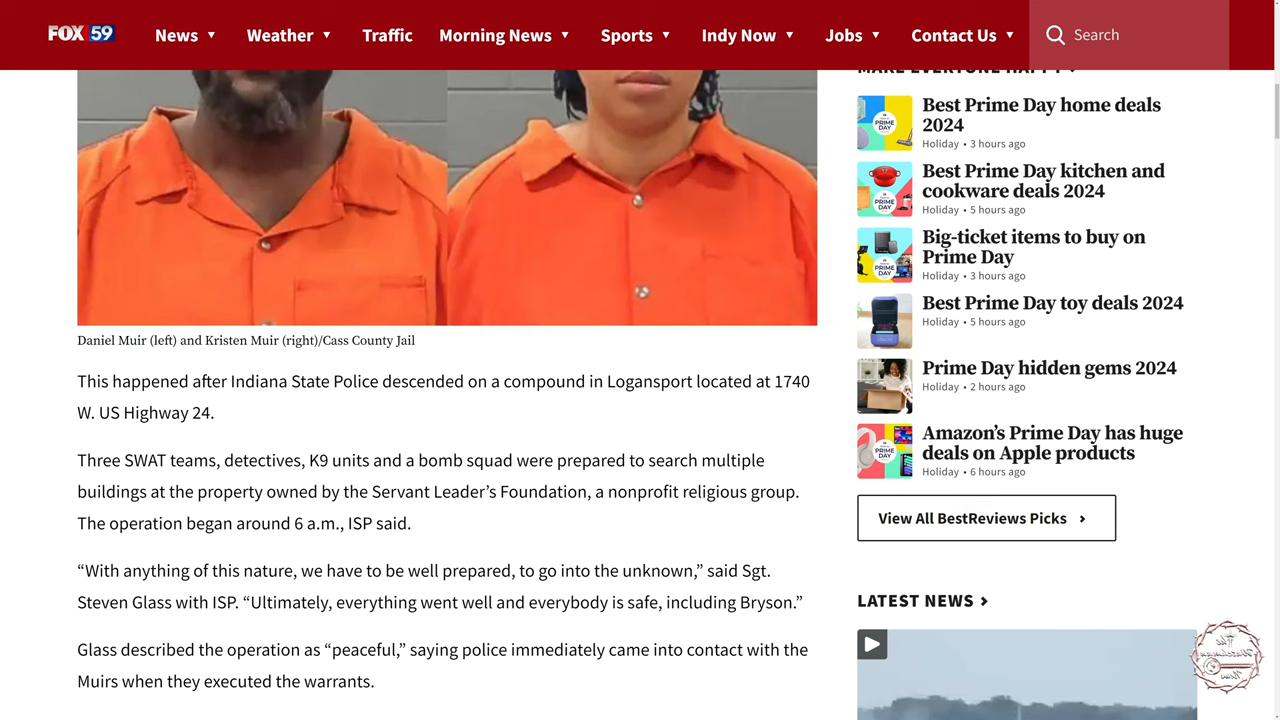 FOX 59
News
Weather
Traffic
Morning News
Sports
Indy Now
Jobs
Contact Us
Search
Daniel Muir (left) and Kristen Muir (right)/Cass County Jail
This happened after Indiana State Police descended on a compound in Logansport located at 1740
W. US Highway 24.
Three SWAT teams, detectives, K9 units and a bomb squad were prepared to search multiple
buildings at the property owned by the Servant Leader’s Foundation, a nonprofit religious group.
The operation began around 6 a.m., ISP said.
“With anything of this nature, we have to be well prepared, to go into the unknown,” said Sgt.
Steven Glass with ISP. “Ultimately, everything went well and everybody is safe, including Bryson.”
Glass described the operation as “peaceful,” saying police immediately came into contact with the
Muirs when they executed the warrants.
Best Prime Day home deals
2024
Holiday • 3 hours ago
Best Prime Day kitchen and
cookware deals 2024
Holiday • 5 hours ago
Big-ticket items to buy on
Prime Day
Holiday • 3 hours ago
Best Prime Day toy deals 2024
Holiday • 5 hours ago
Prime Day hidden gems 2024
Holiday • 2 hours ago
Amazon’s Prime Day has huge
deals on Apple products
Holiday • 6 hours ago
View All BestReviews Picks
LATEST NEWS